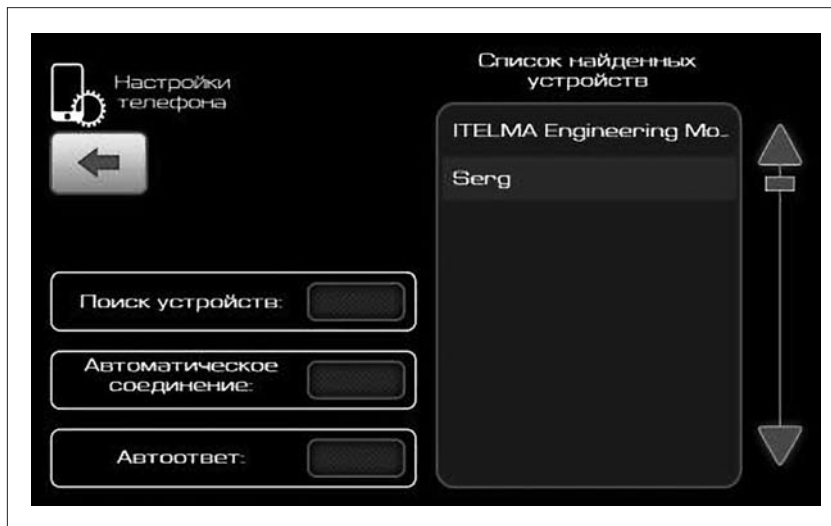 Настройки
телефона
Список найденных
устройств
ITELMA Engineering Mo..
Serg
Поиск устройств:
Автоматическое
соединение:
Автоответ: